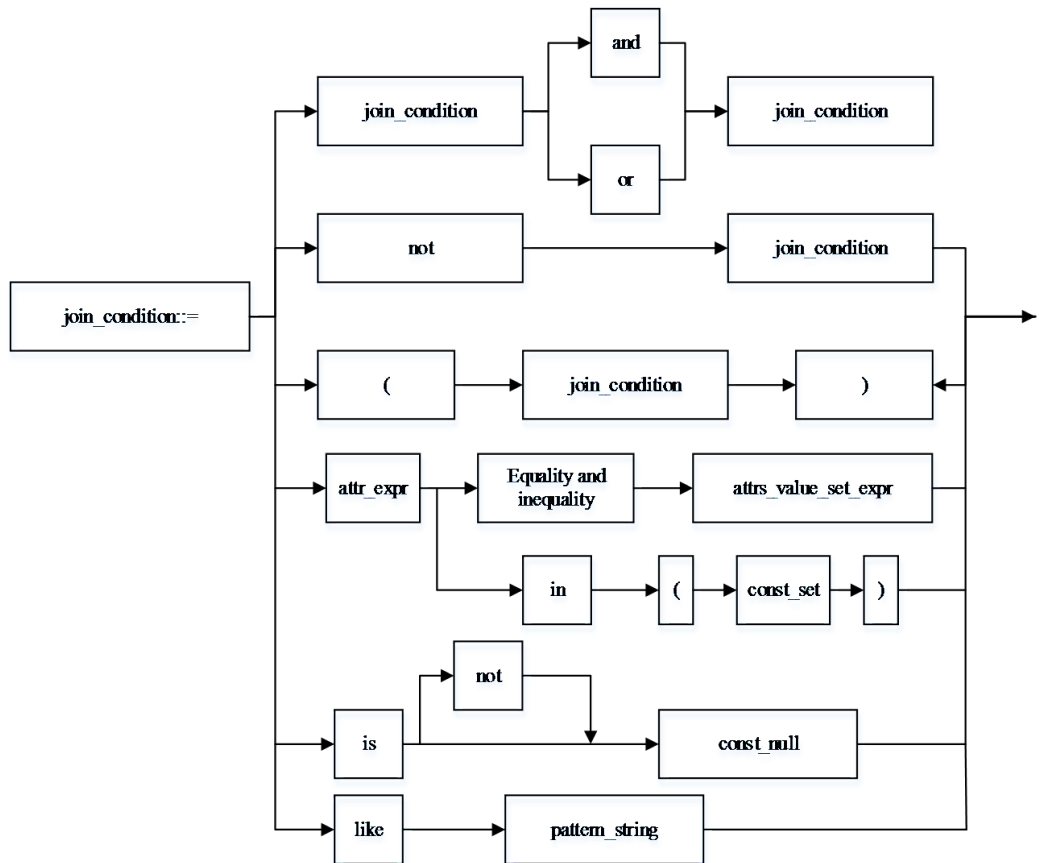 and
join_condition
join_condition
or
not
join_condition
join_condition::=
(
join_condition
)
attr_expr
Equality and
inequality
attrs_value_set_expr
in
(
const_set
)
not
is
const_null
like
pattern_string